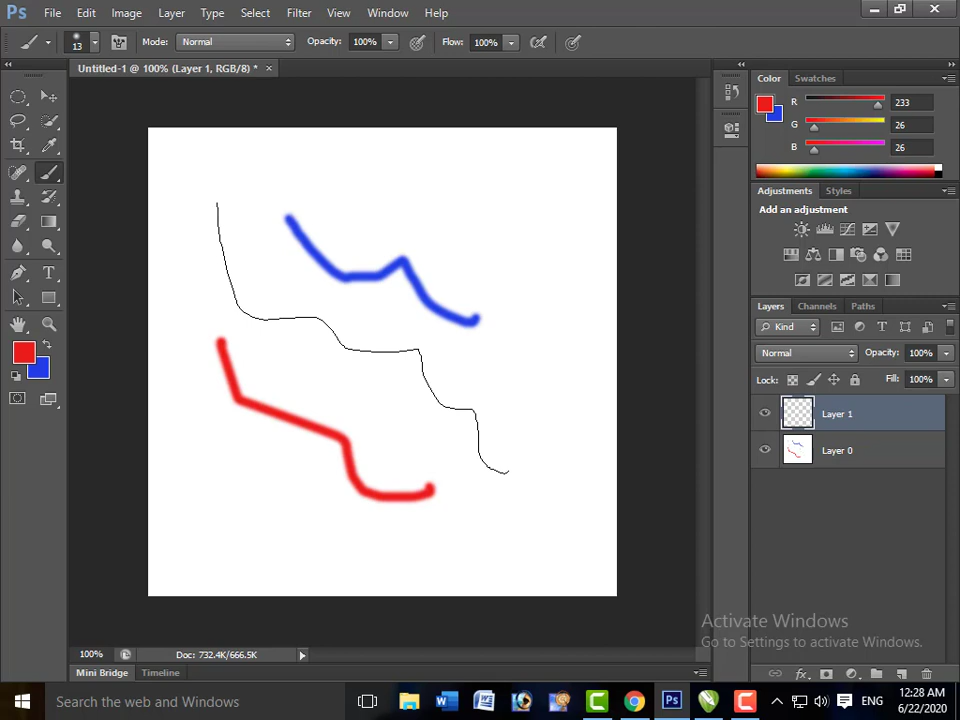 Ps File Edit Image Layer Type Select Filter View Window Help
13 Mode: Normal Opacity: 100% Flow: 100%
Untitled-1 @ 100% (Layer 1, RGB/8) * ×
Color Swatches
R 233
G 26
B 26
Adjustments Styles
Add an adjustment
Layers Channels Paths
Kind
Normal Opacity: 100%
Lock: Fill: 100%
Layer 1
Layer 0
Activate Windows
Go to Settings to activate Windows.
100% Doc: 732.4K/666.5K
Mini Bridge Timeline
Search Windows Ps ENG 12:28 AM
6/22/2020